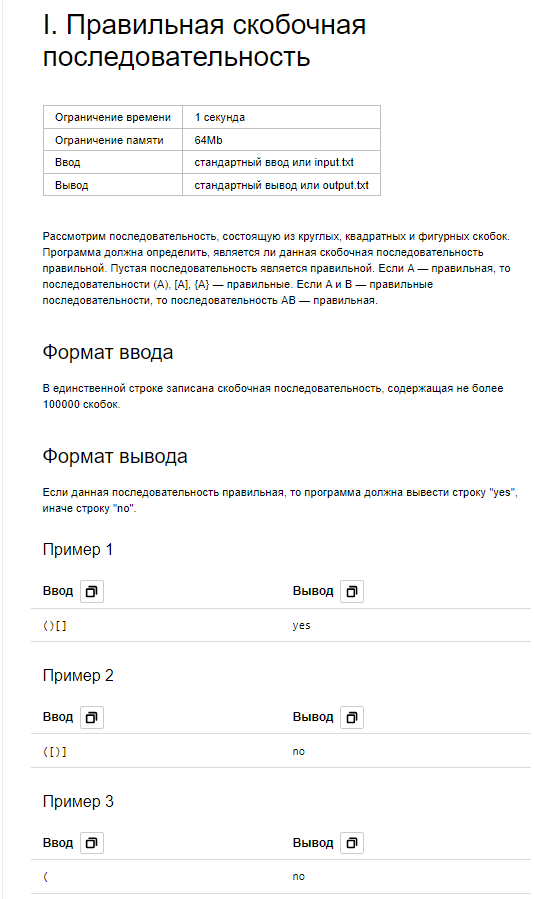 I. Правильная скобочная
последовательность
Ограничение времени 1 секунда
Ограничение памяти 64Mb
Ввод стандартный ввод или input.txt
Вывод стандартный вывод или output.txt
Рассмотрим последовательность, состоящую из круглых, квадратных и фигурных скобок.
Программа должна определить, является ли данная скобочная последовательность
правильной. Пустая последовательность является правильной. Если A — правильная, то
последовательности (A), [A], {A} — правильные. Если A и B — правильные
последовательности, то последовательность AB — правильная.
Формат ввода
В единственной строке записана скобочная последовательность, содержащая не более
100000 скобок.
Формат вывода
Если данная последовательность правильная, то программа должна вывести строку "yes",
иначе строку "no".
Пример 1
Ввод Вывод
()[] yes
Пример 2
Ввод Вывод
([)] no
Пример 3
Ввод Вывод
( no